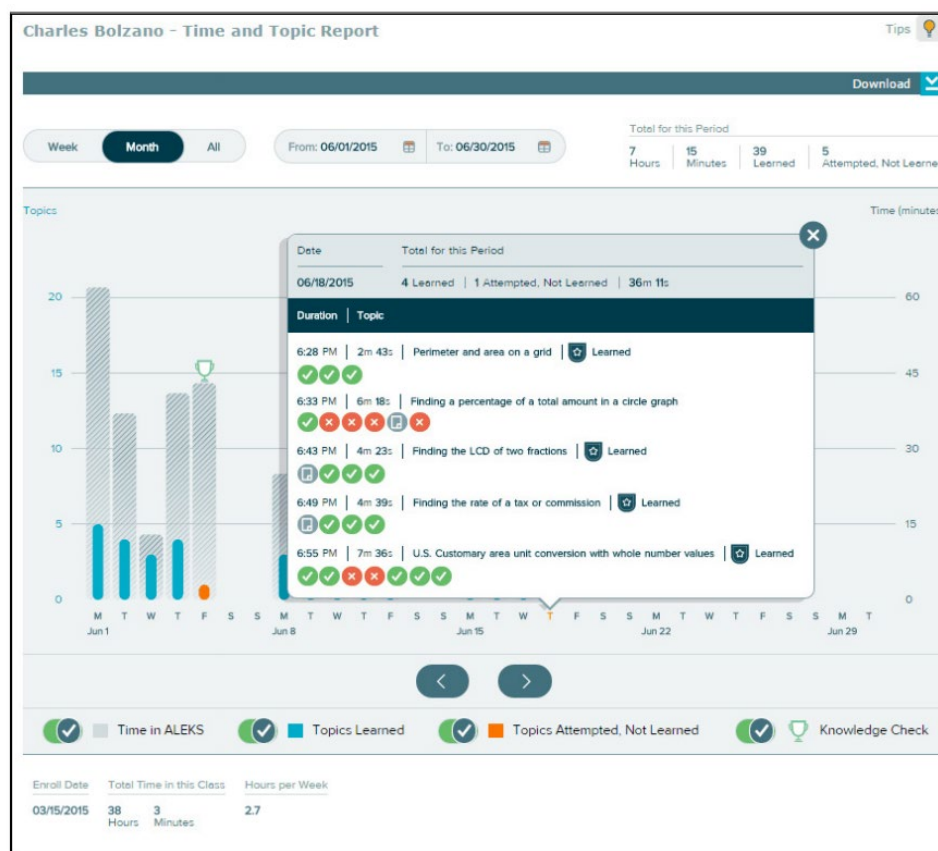 Charles Bolzano - Time and Topic Report
Tips
Download
Week Month All
From: 06/01/2015 To: 06/30/2015
Total for this Period
7 15 39 5
Hours Minutes Learned Attempted, Not Learne
Topics Time (minute
Date Total for this Period
06/18/2015 4 Learned | 1 Attempted, Not Learned | 36m 11s
Duration | Topic
6:28 PM | 2m 43s | Perimeter and area on a grid | Learned
6:33 PM | 6m 18s | Finding a percentage of a total amount in a circle graph
6:43 PM | 4m 23s | Finding the LCD of two fractions | Learned
6:49 PM | 4m 39s | Finding the rate of a tax or commission | Learned
6:55 PM | 7m 36s | U.S. Customary area unit conversion with whole number values | Learned
20 60
15 45
10 30
5 15
0 0
M T W T F S S M T W T F S S M T W T F S S M T W T F S S M T
Jun 1 Jun 8 Jun 15 Jun 22 Jun 29
Time in ALEKS Topics Learned Topics Attempted, Not Learned Knowledge Check
Enroll Date Total Time in this Class Hours per Week
03/15/2015 38 3 2.7
Hours Minutes